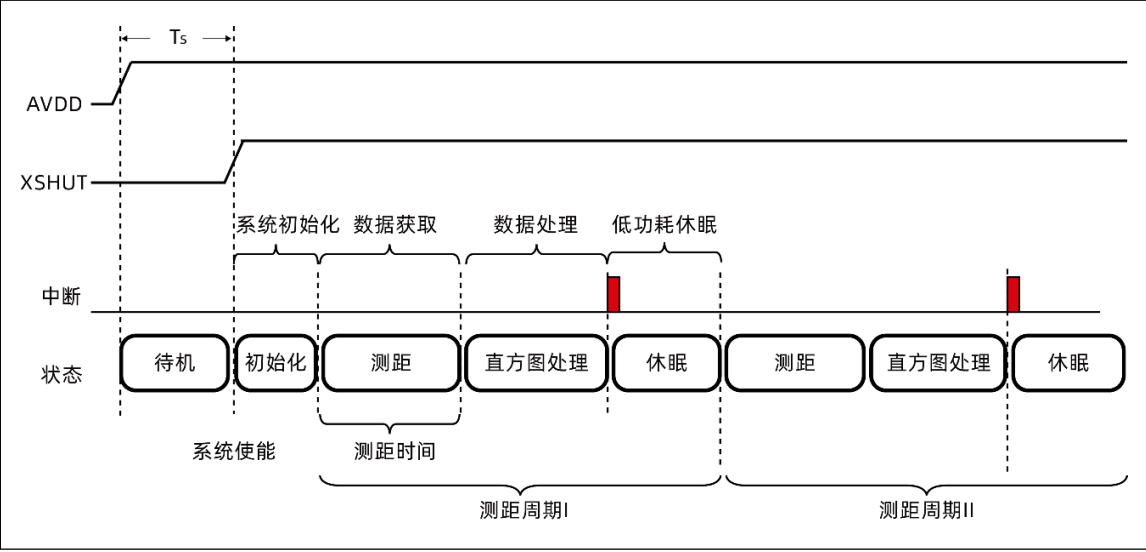 Ts
AVDD
XSHUT
系统初始化 数据获取 数据处理 低功耗休眠
中断
状态 待机 初始化 测距 直方图处理 休眠 测距 直方图处理 休眠
系统使能 测距时间
测距周期I 测距周期II